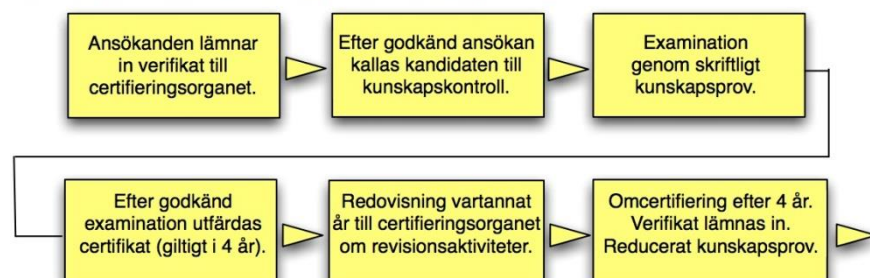 Ansökanden lämnar
in verifikat till
certifieringsorganet.
Efter godkänd ansökan
kallas kandidaten till
kunskapskontroll.
Examination
genom skriftligt
kunskapsprov.
Efter godkänd
examination utfärdas
certifikat (giltigt i 4 år).
Redovisning vartannat
år till certifieringsorganet
om revisionsaktiviteter.
Omcertifiering efter 4 år.
Verifikat lämnas in.
Reducerat kunskapsprov.